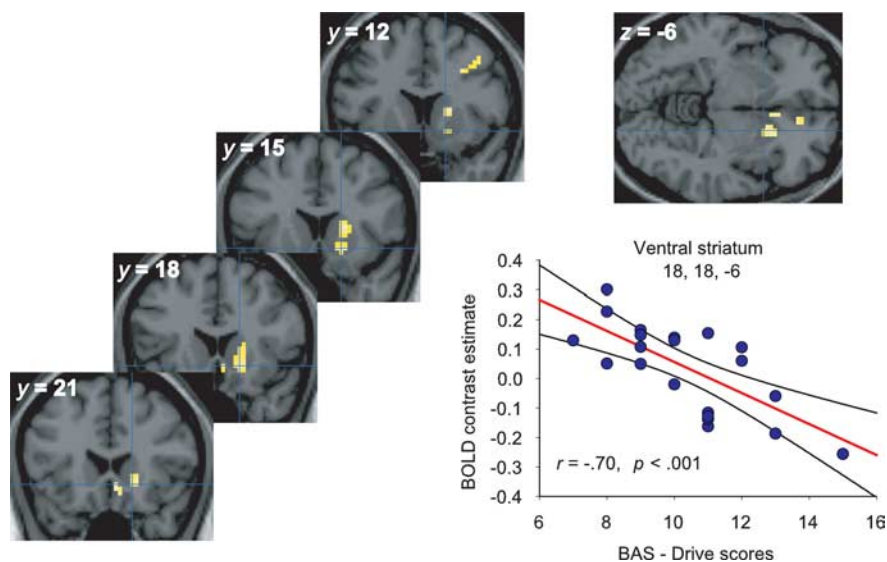 y = 12
z = -6
y = 15
y = 18
y = 21
Ventral striatum
18, 18, -6
BOLD contrast estimate
0.4
0.3
0.2
0.1
0.0
-0.1
-0.2
-0.3
-0.4
r = -.70, p < .001
6 8 10 12 14 16
BAS - Drive scores